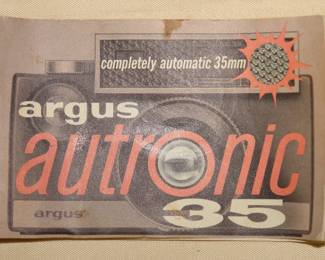 completely automatic 35mm
argus
autronic
35
argus